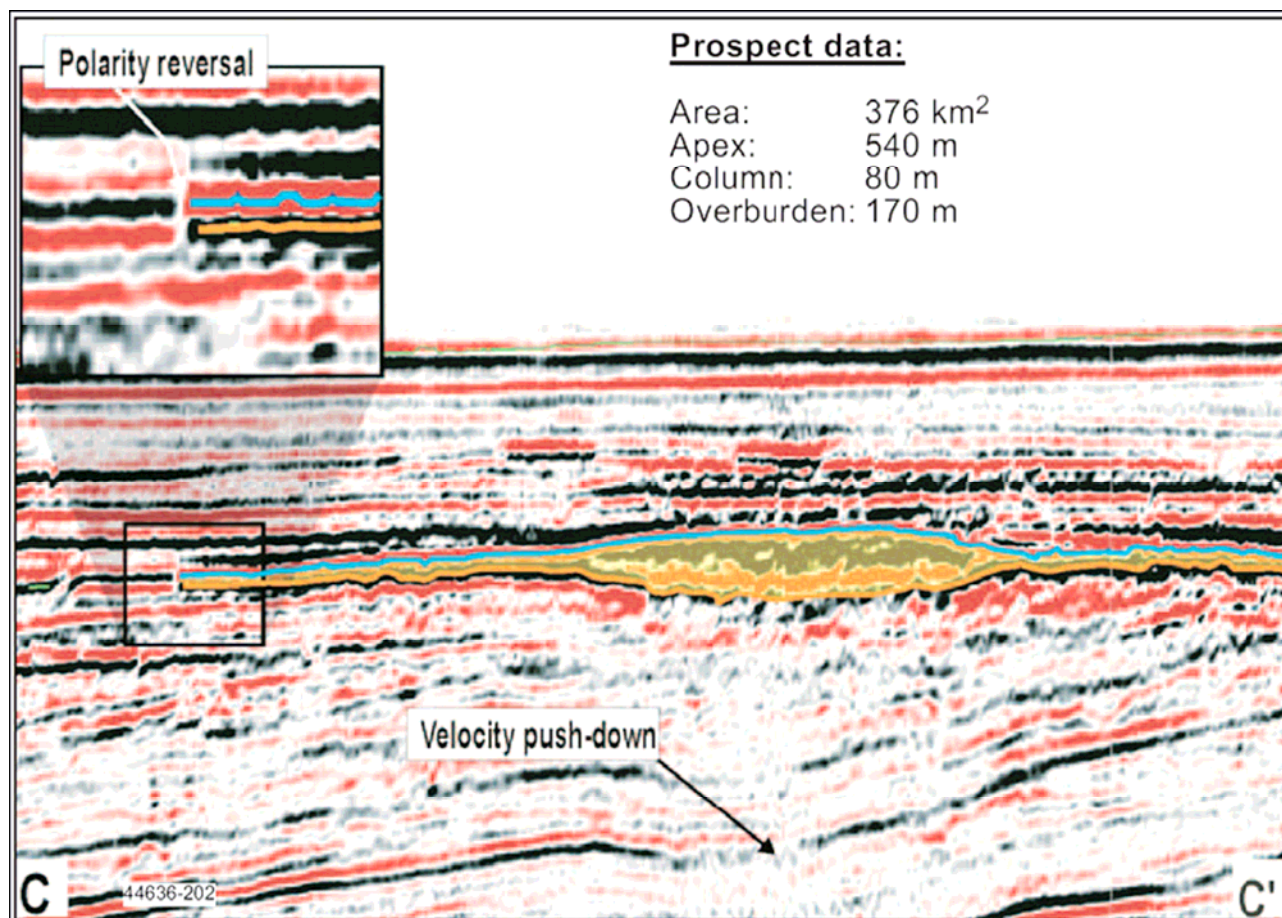 Polarity reversal
Prospect data:
Area: 376 km²
Apex: 540 m
Column: 80 m
Overburden: 170 m
Velocity push-down
C
44636-202
C'